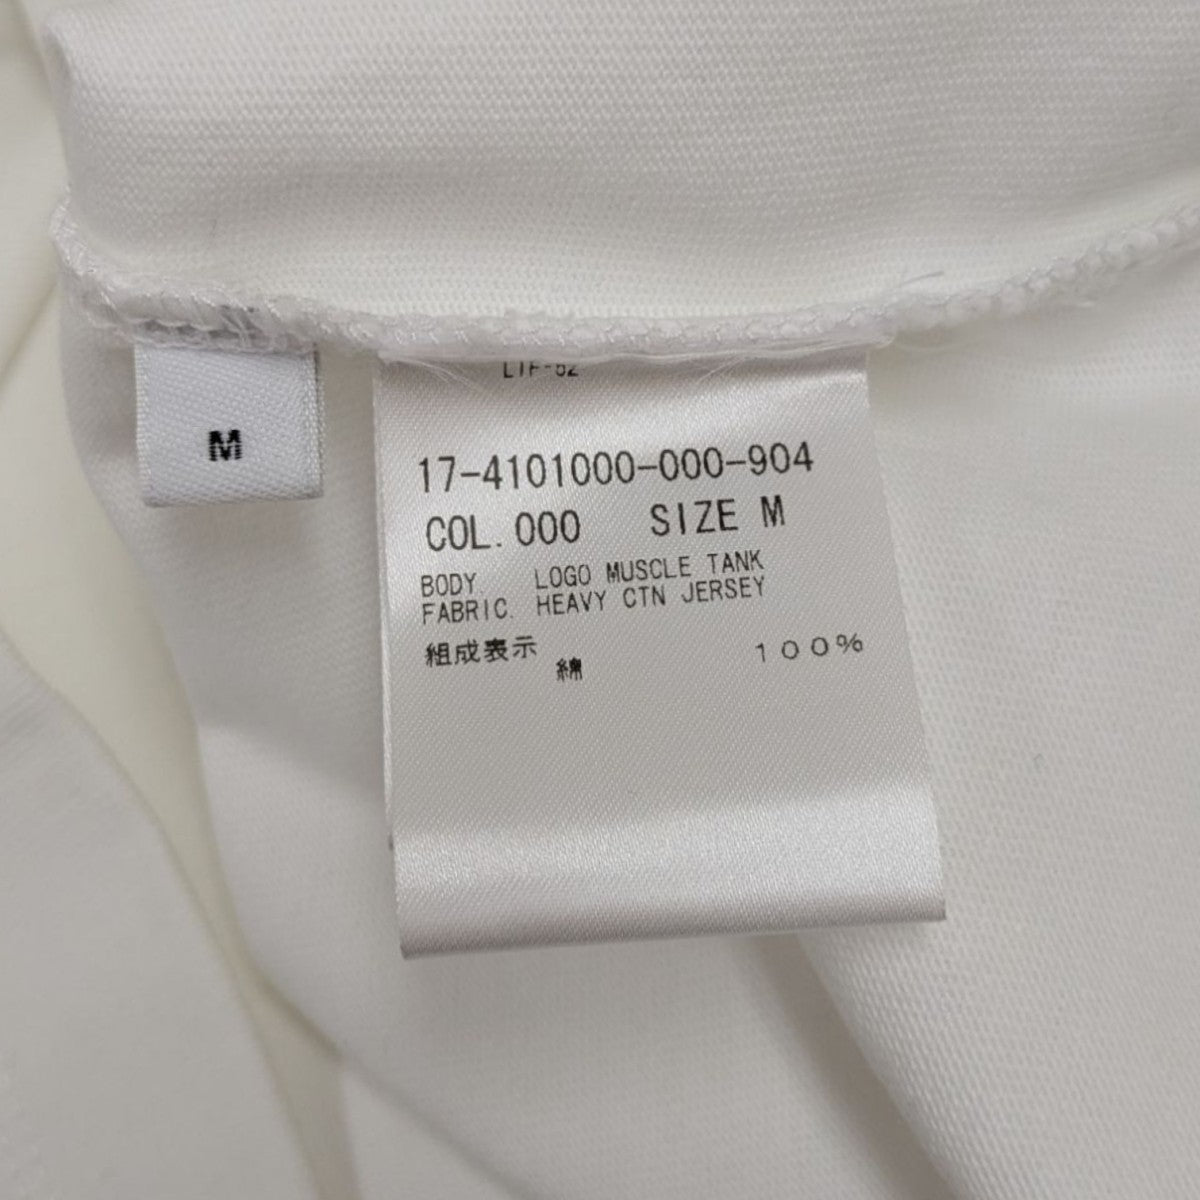 M
17-4101000-000-904
COL. 000 SIZE M
BODY LOGO MUSCLE TANK
FABRIC. HEAVY CTN JERSEY
組成表示
綿 100%